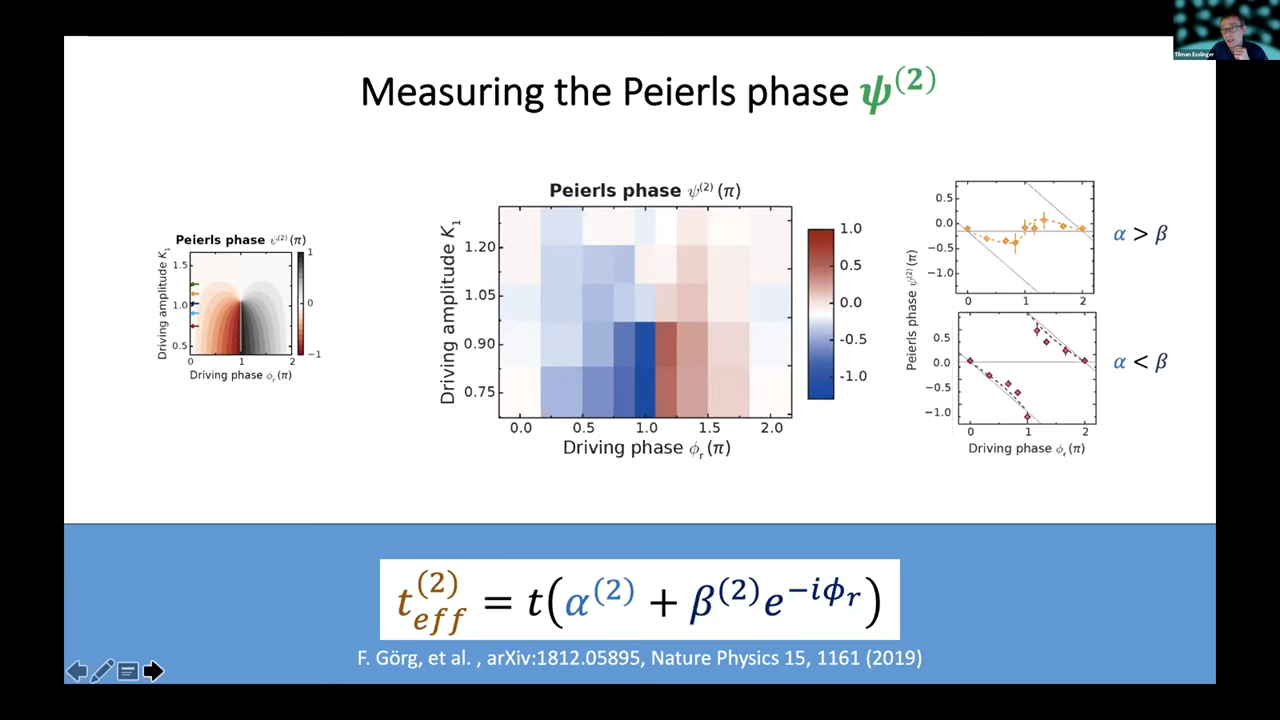 Tilman Esslinger
Measuring the Peierls phase ψ⁽²⁾
Peierls phase ψ⁽²⁾(π)
Driving amplitude K₁
1.5
1.0
0.5
0
1
2
Driving phase ϕᵣ(π)
1
0
−1
Peierls phase ψ⁽²⁾(π)
Driving amplitude K₁
1.20
1.05
0.90
0.75
0.0
0.5
1.0
1.5
2.0
Driving phase ϕᵣ(π)
1.0
0.5
0.0
-0.5
-1.0
Peierls phase ψ⁽²⁾(π)
0.5
0.0
−0.5
−1.0
0
1
2
α > β
0.5
0.0
−0.5
−1.0
0
1
2
Driving phase ϕᵣ(π)
α < β
t_eff^(2) = t(α^(2) + β^(2)e^(−iϕᵣ))
F. Görg, et al. , arXiv:1812.05895, Nature Physics 15, 1161 (2019)